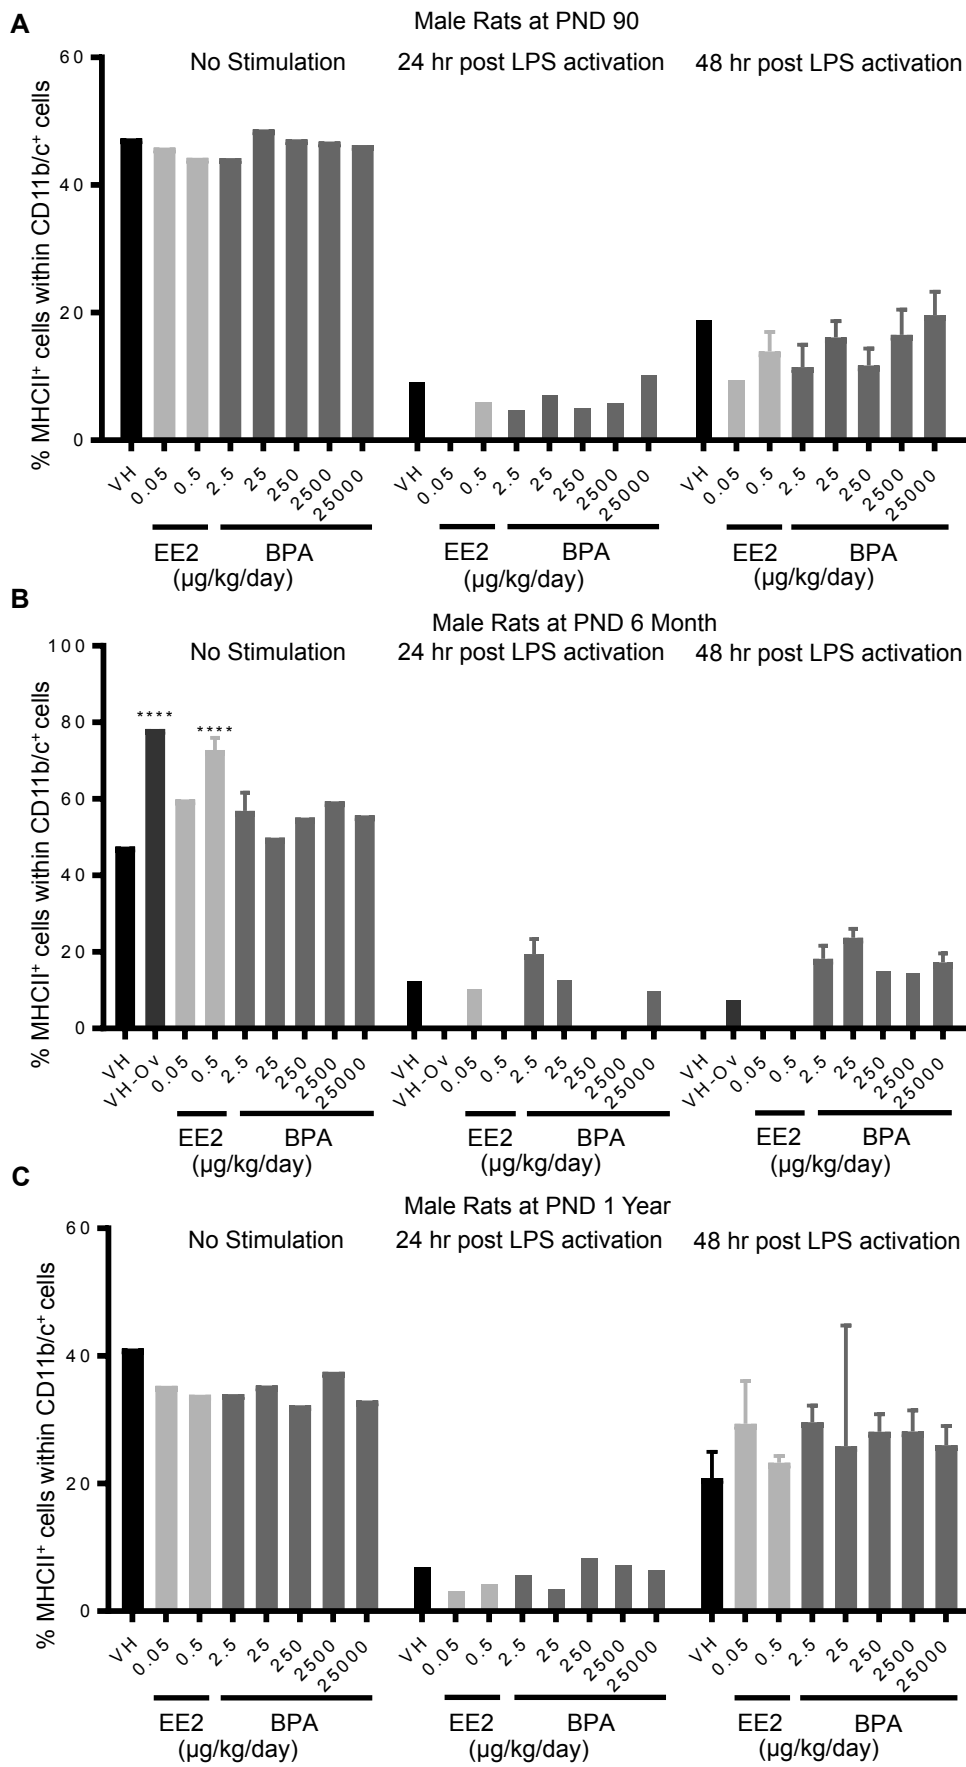 A
Male Rats at PND 90
No Stimulation 24 hr post LPS activation 48 hr post LPS activation
% MHCII⁺ cells within CD11b/c⁺ cells
60
40
20
0
VH 0.05 0.5 2.5 25 250 2500 25000 VH 0.05 0.5 2.5 25 250 2500 25000 VH 0.05 0.5 2.5 25 250 2500 25000
EE2 BPA EE2 BPA EE2 BPA
(µg/kg/day) (µg/kg/day) (µg/kg/day)
B
Male Rats at PND 6 Month
No Stimulation 24 hr post LPS activation 48 hr post LPS activation
% MHCII⁺ cells within CD11b/c⁺ cells
100
80
60
40
20
0
**** ****
VH VH-Ov 0.05 0.5 2.5 25 250 2500 25000 VH VH-Ov 0.05 0.5 2.5 25 250 2500 25000 VH VH-Ov 0.05 0.5 2.5 25 250 2500 25000
EE2 BPA EE2 BPA EE2 BPA
(µg/kg/day) (µg/kg/day) (µg/kg/day)
C
Male Rats at PND 1 Year
No Stimulation 24 hr post LPS activation 48 hr post LPS activation
% MHCII⁺ cells within CD11b/c⁺ cells
60
40
20
0
VH 0.05 0.5 2.5 25 250 2500 25000 VH 0.05 0.5 2.5 25 250 2500 25000 VH 0.05 0.5 2.5 25 250 2500 25000
EE2 BPA EE2 BPA EE2 BPA
(µg/kg/day) (µg/kg/day) (µg/kg/day)